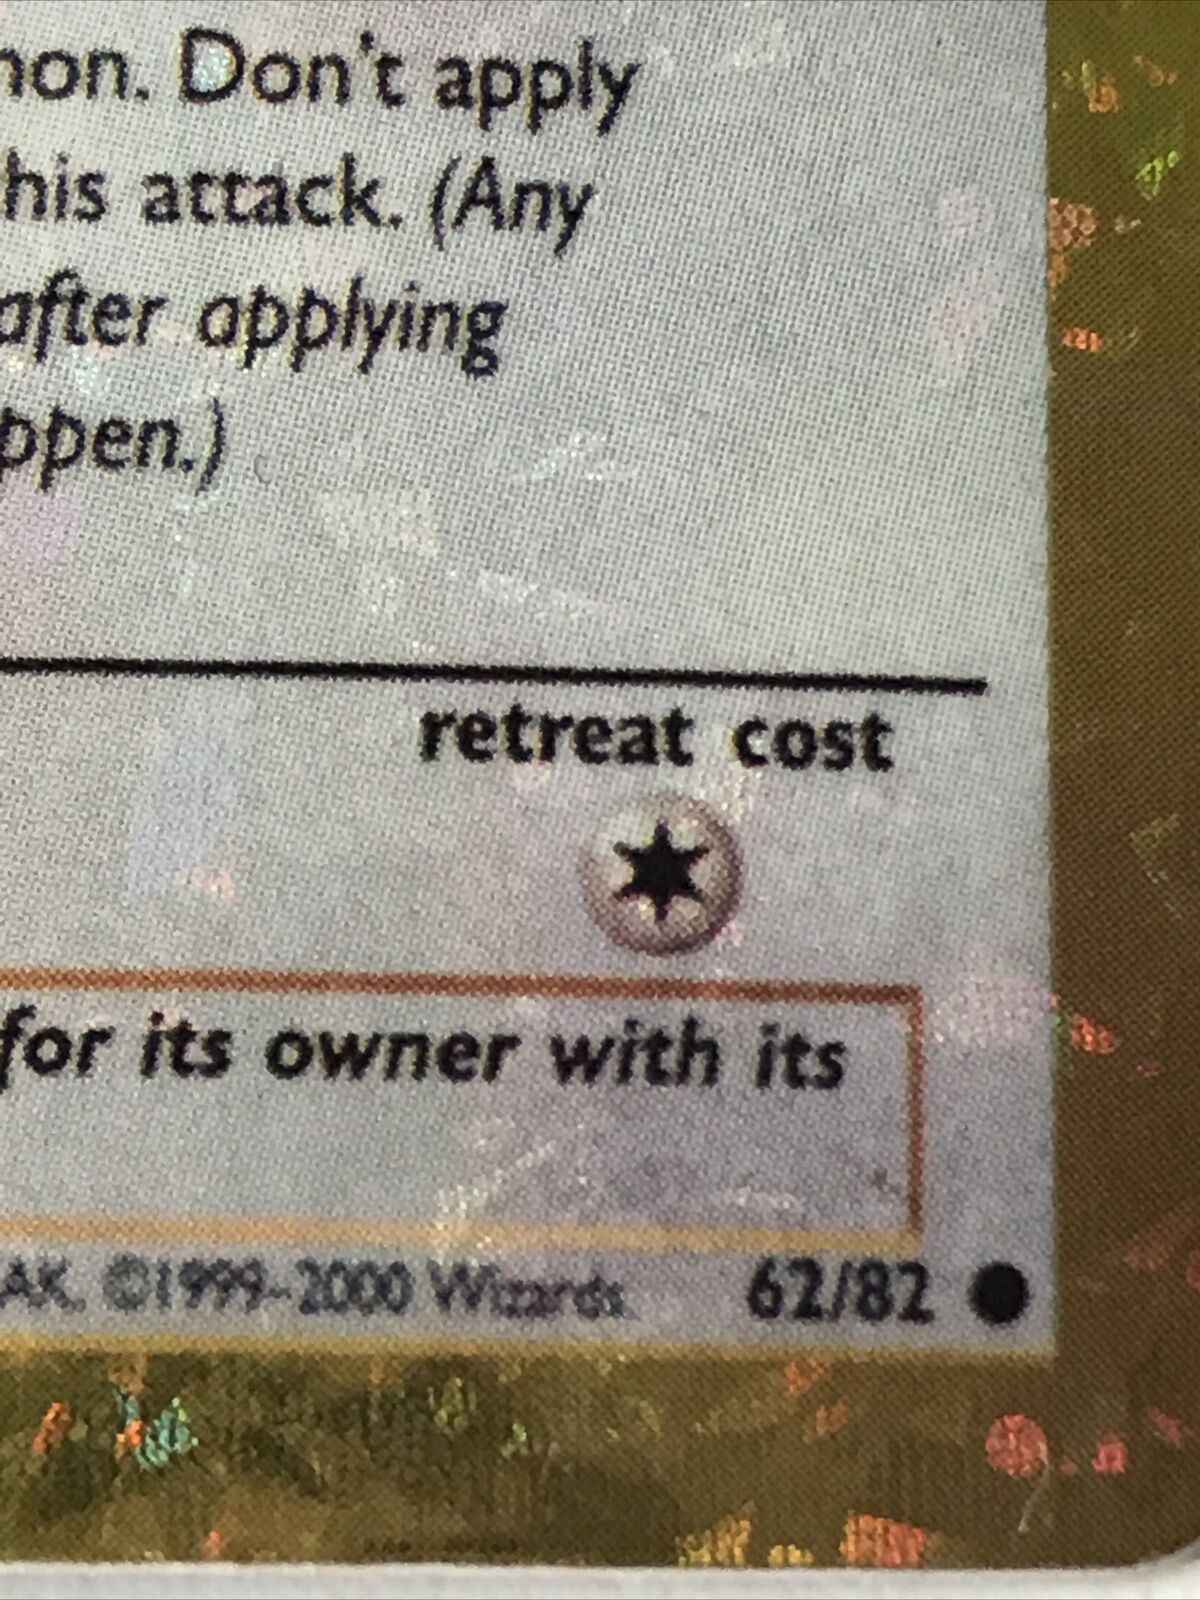 non. Don't apply
his attack. (Any
after applying
ppen.)
retreat cost
for its owner with its
AK. ©1999-2000 Wizards. 62/82